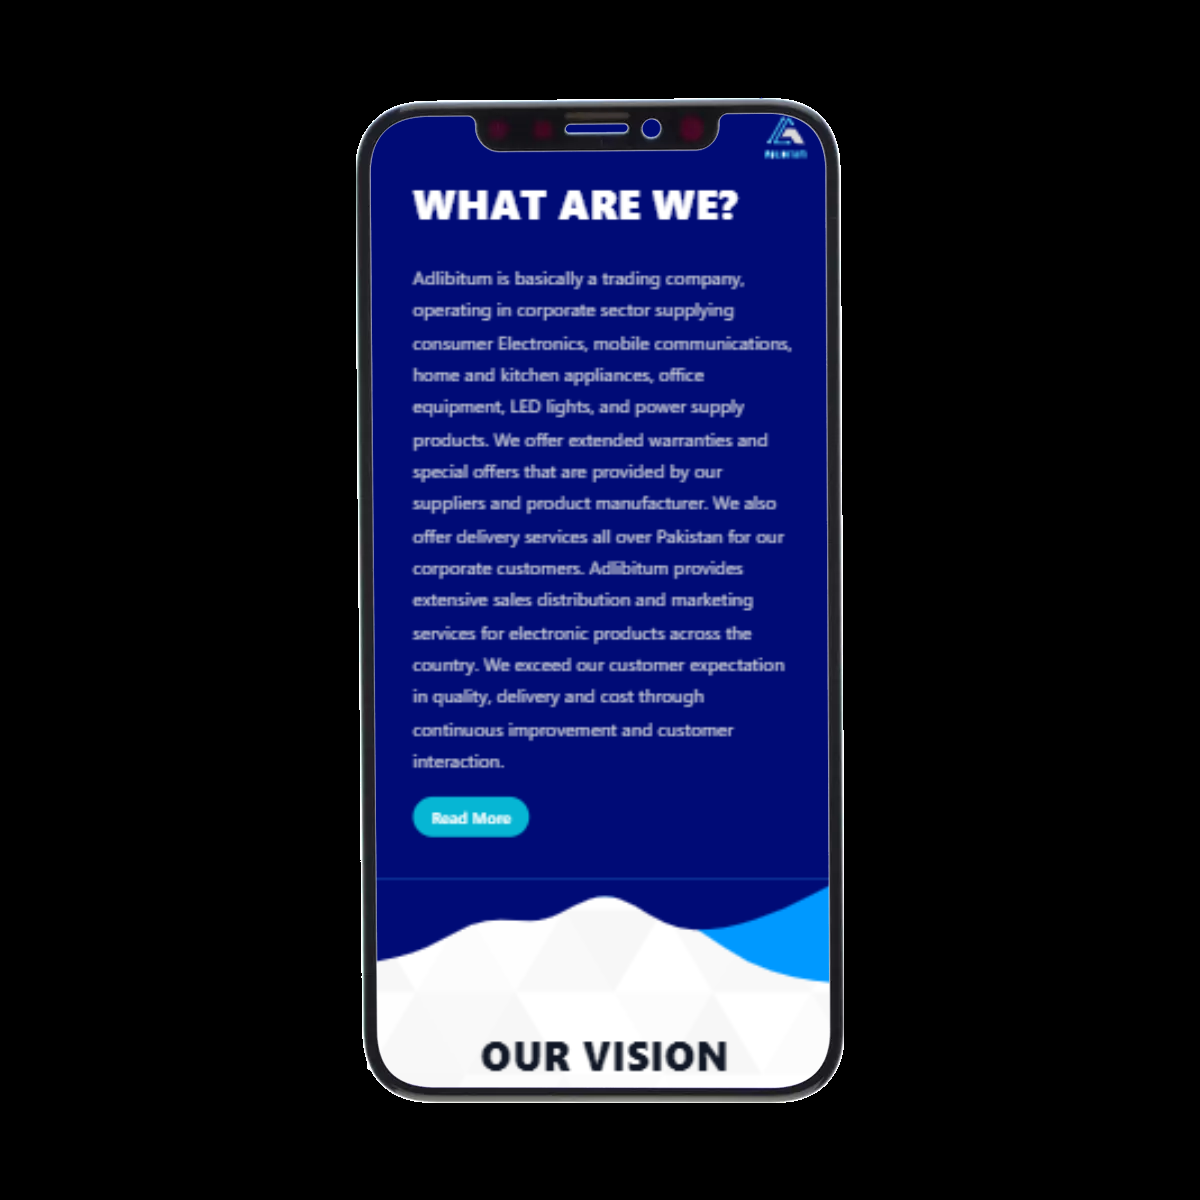 WHAT ARE WE?
Adlibitum is basically a trading company,
operating in corporate sector supplying
consumer Electronics, mobile communications,
home and kitchen appliances, office
equipment, LED lights, and power supply
products. We offer extended warranties and
special offers that are provided by our
suppliers and product manufacturer. We also
offer delivery services all over Pakistan for our
corporate customers. Adlibitum provides
extensive sales distribution and marketing
services for electronic products across the
country. We exceed our customer expectation
in quality, delivery and cost through
continuous improvement and customer
interaction.
Read More
OUR VISION